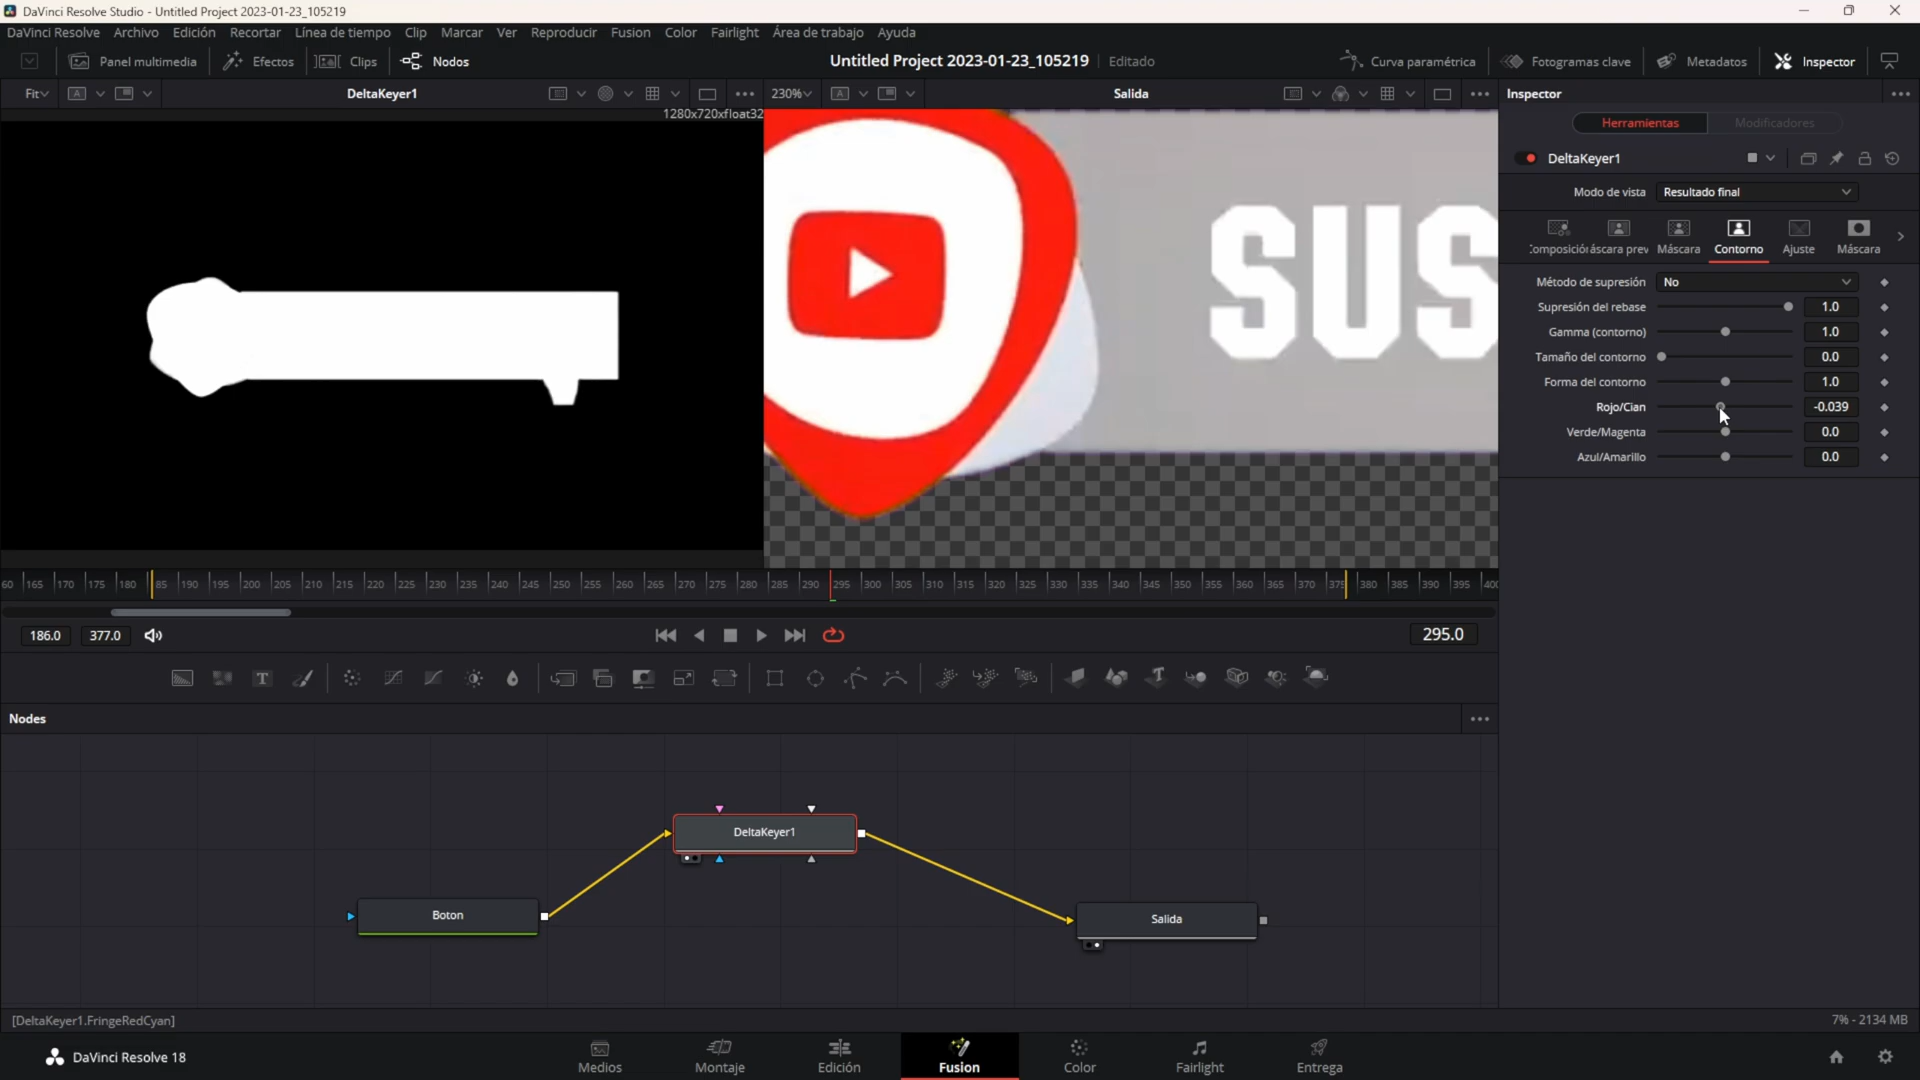 DaVinci Resolve Studio - Untitled Project 2023-01-23_105219
DaVinci Resolve Archivo Edición Recortar Línea de tiempo Clip Marcar Ver Reproducir Fusion Color Fairlight Área de trabajo Ayuda
Panel multimedia Efectos Clips Nodos Untitled Project 2023-01-23_105219 Editado Curva paramétrica Fotogramas clave Metadatos Inspector
Fit A DeltaKeyer1 230% A Salida Inspector
1280x720xfloat32
Herramientas Modificadores
DeltaKeyer1
Modo de vista Resultado final
:omposición áscara prev Máscara Contorno Ajuste Máscara
Método de supresión No
Supresión del rebase 1.0
Gamma (contorno) 1.0
Tamaño del contorno 0.0
Forma del contorno 1.0
Rojo/Cian -0.039
Verde/Magenta 0.0
Azul/Amarillo 0.0
SUS
60 165 170 175 180 85 190 195 200 205 210 215 220 225 230 235 240 245 250 255 260 265 270 275 280 285 290 295 300 305 310 315 320 325 330 335 340 345 350 355 360 365 370 375 380 385 390 395 400
186.0 377.0 295.0
T T
Nodes
DeltaKeyer1
Boton
Salida
[DeltaKeyer1.FringeRedCyan] 7% - 2134 MB
DaVinci Resolve 18 Medios Montaje Edición Fusion Color Fairlight Entrega